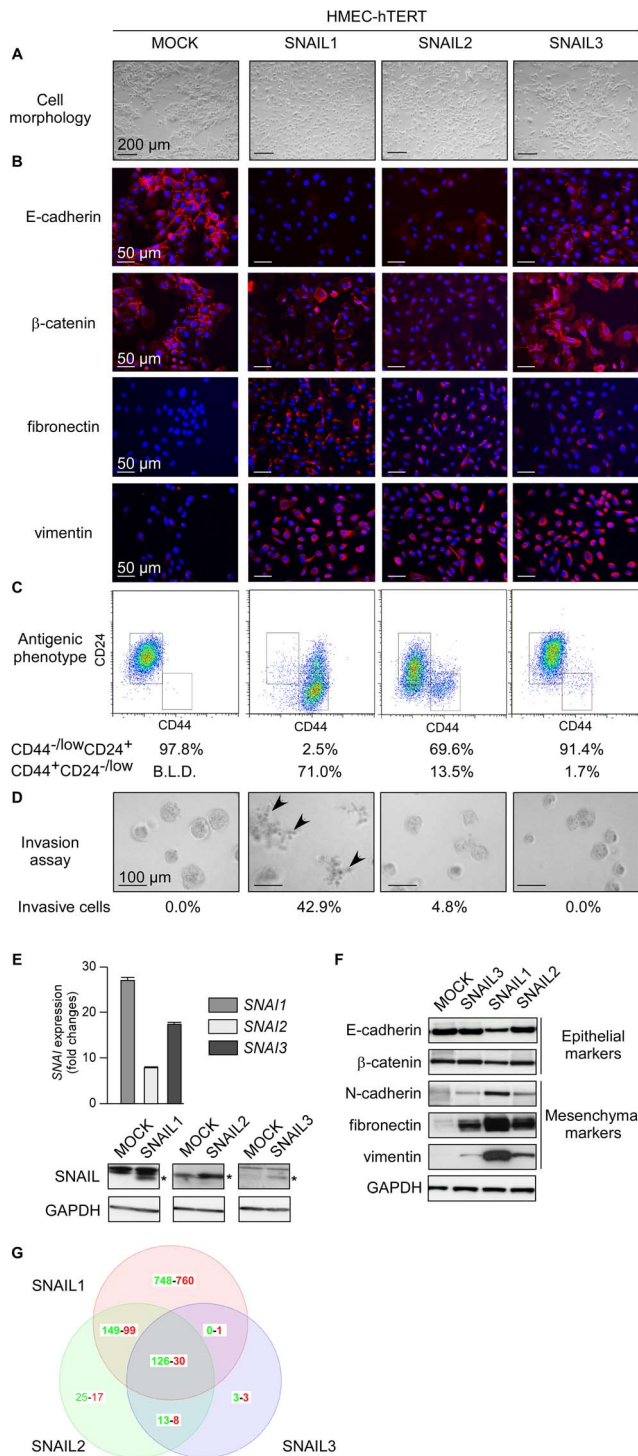 HMEC-hTERT
MOCK SNAIL1 SNAIL2 SNAIL3
A
Cell
morphology
200 µm
B
E-cadherin
50 µm
β-catenin
50 µm
fibronectin
50 µm
vimentin
50 µm
C
Antigenic
phenotype
CD24
CD44 CD44 CD44 CD44
CD44-/lowCD24+ 97.8% 2.5% 69.6% 91.4%
CD44+CD24-/low B.L.D. 71.0% 13.5% 1.7%
D
Invasion
assay
100 µm
Invasive cells 0.0% 42.9% 4.8% 0.0%
E
SNAI expression
(fold changes)
30
20
10
0
SNAI1
SNAI2
SNAI3
MOCK SNAIL1 MOCK SNAIL2 MOCK SNAIL3
SNAIL * * *
GAPDH
F
MOCK SNAIL3 SNAIL1 SNAIL2
E-cadherin
β-catenin
Epithelial
markers
N-cadherin
fibronectin
vimentin
Mesenchymal
markers
GAPDH
G
SNAIL1
748-760
149-99
0-1
126-30
25-17
3-3
13-8
SNAIL2
SNAIL3